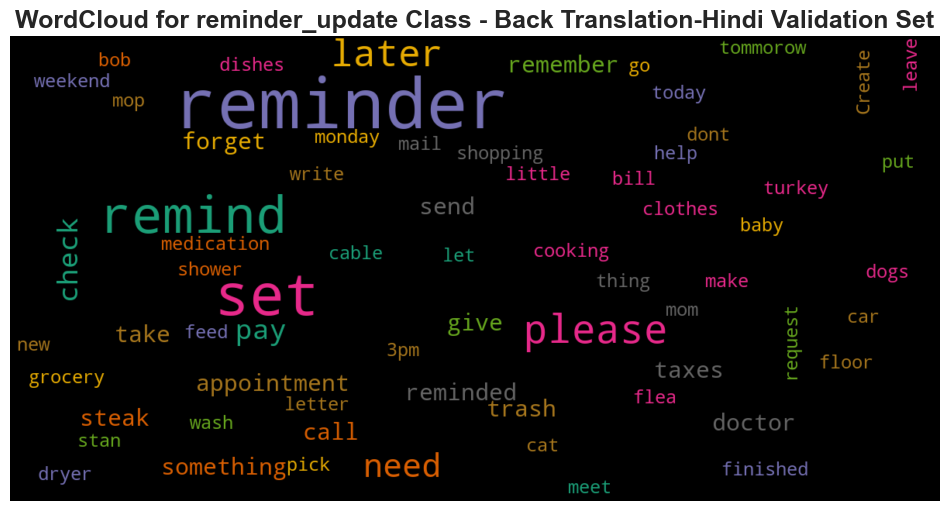 WordCloud for reminder_update Class - Back Translation-Hindi Validation Set
bob
dishes
later
remember
go
tommorow
Create
leave
weekend
mop
reminder
today
forget
monday
mail
shopping
dont
help
put
write
little
bill
turkey
remind
send
clothes
baby
check
medication
cable
let
cooking
shower
thing
make
dogs
set
mom
car
new
take
feed
pay
give
please
request
floor
3pm
grocery
appointment
reminded
taxes
letter
trash
flea
steak
stan
wash
call
doctor
cat
dryer
something
pick
need
finished
meet